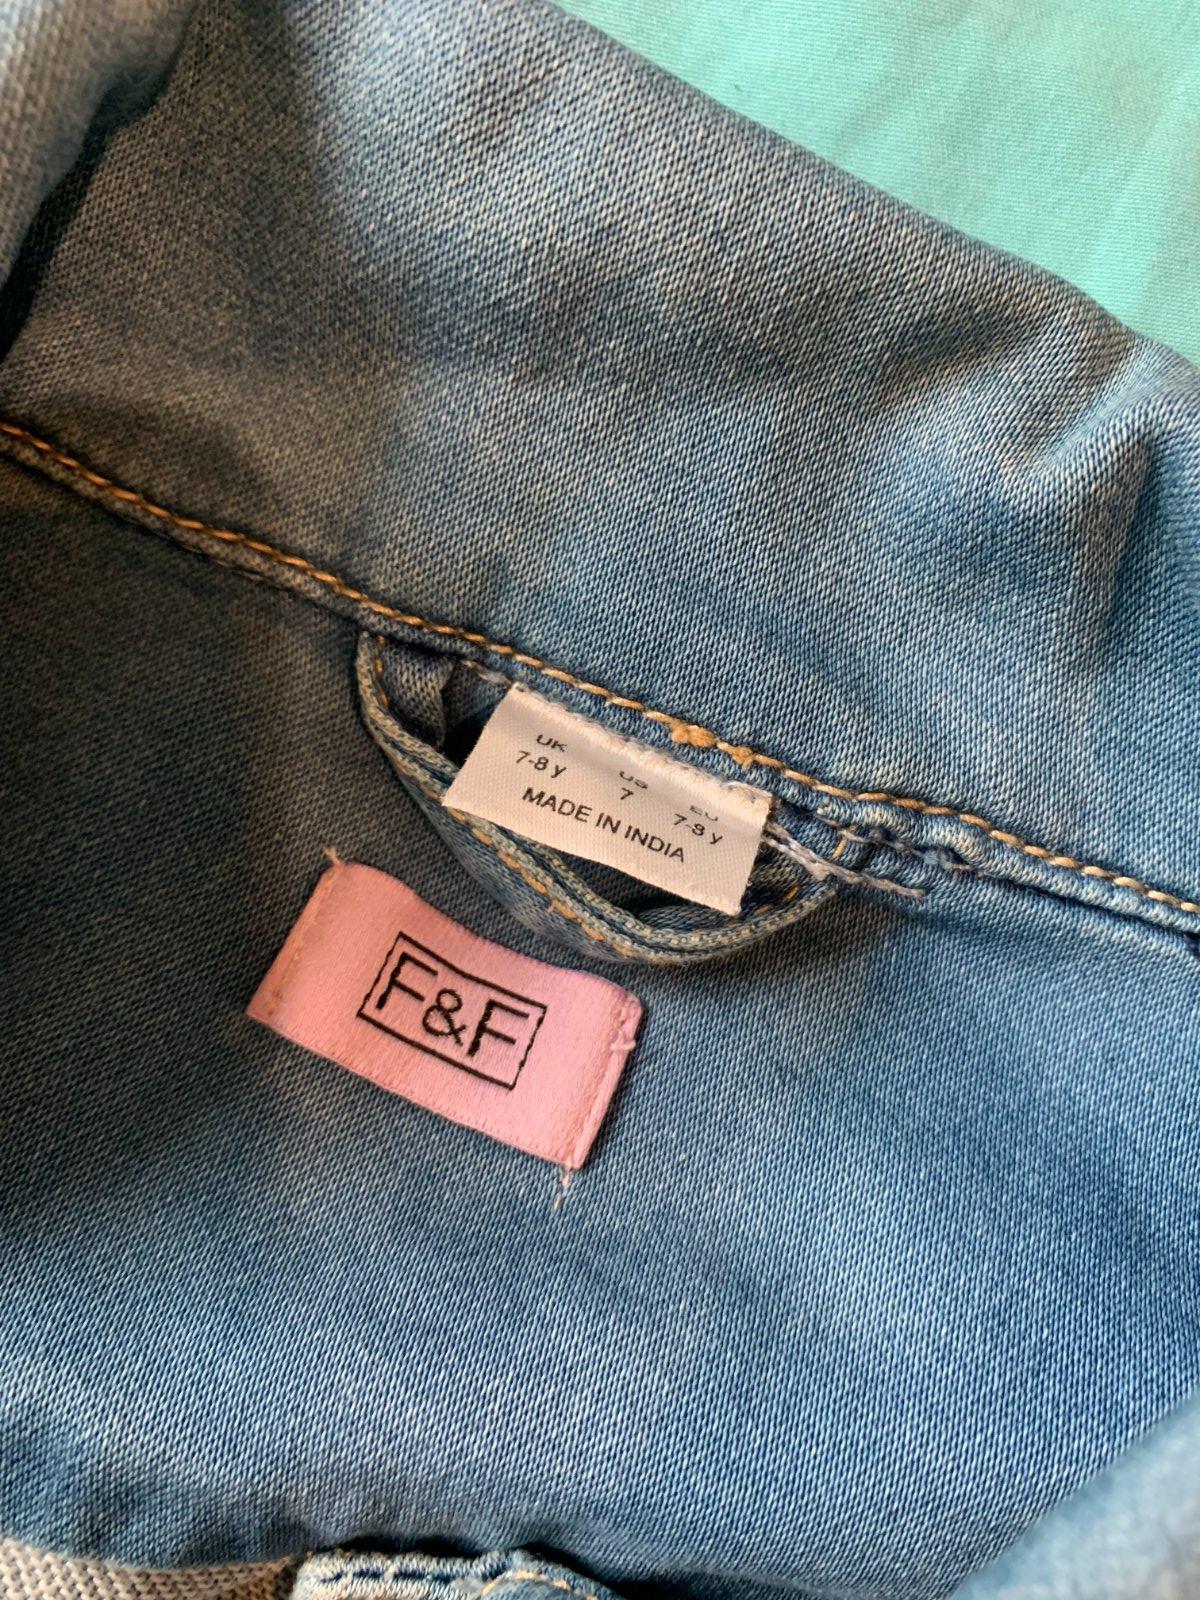 UK US EU
7-8 y 7 7-8 y
MADE IN INDIA
F&F